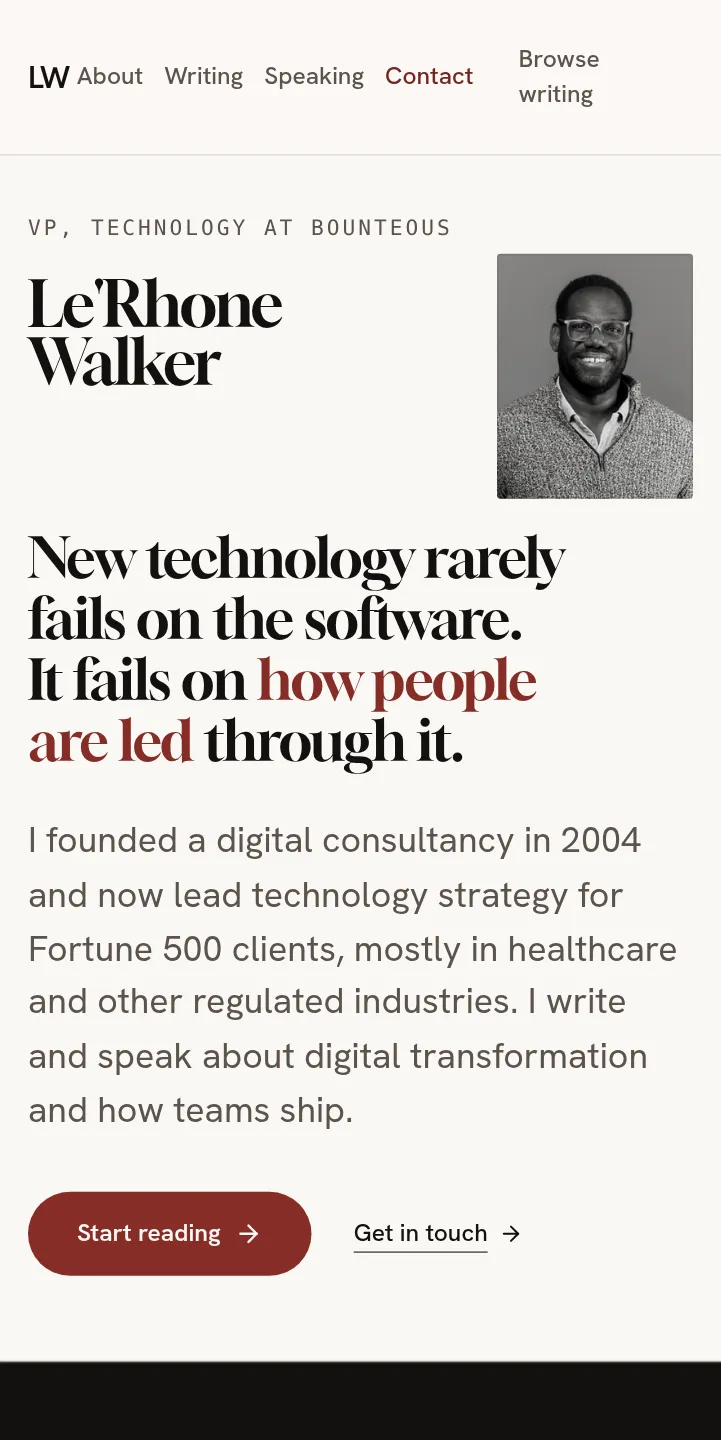 LW About Writing Speaking Contact Browse writing
VP, TECHNOLOGY AT BOUNTEOUS
Le'Rhone
Walker
New technology rarely
fails on the software.
It fails on how people
are led through it.
I founded a digital consultancy in 2004
and now lead technology strategy for
Fortune 500 clients, mostly in healthcare
and other regulated industries. I write
and speak about digital transformation
and how teams ship.
Start reading →
Get in touch →